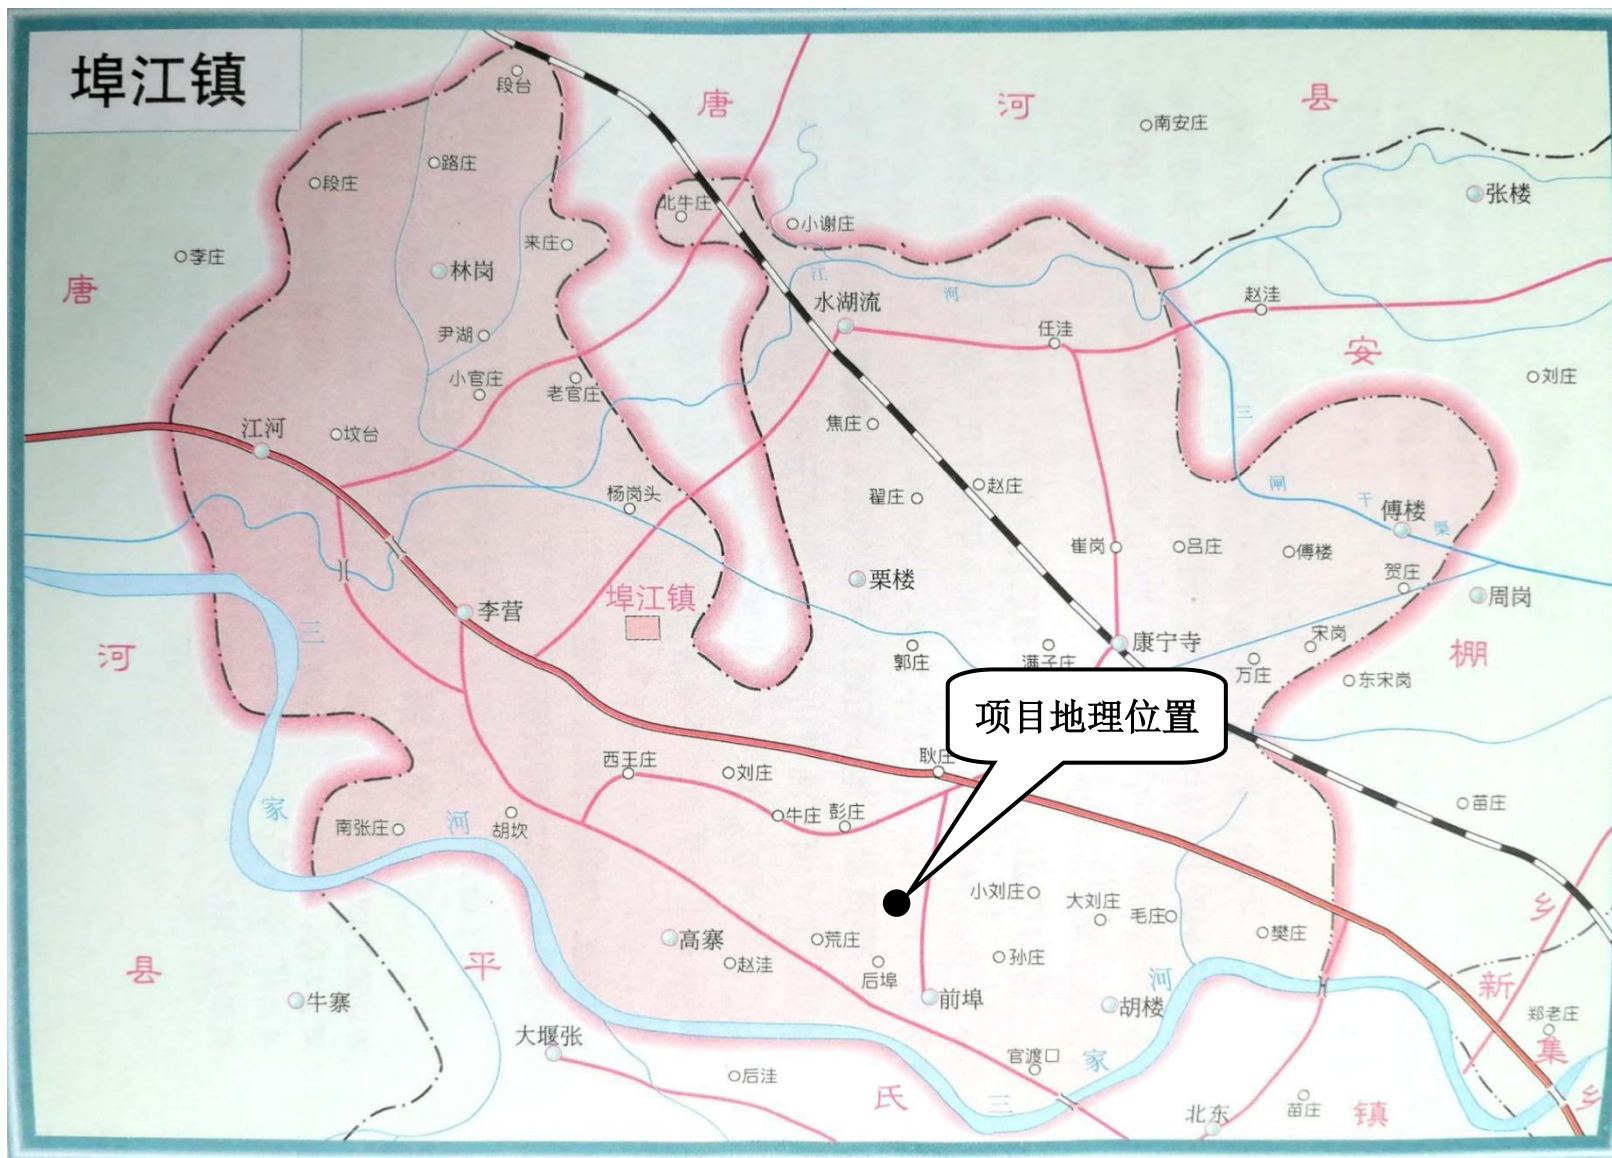 埠江镇
段台
唐
河
县
南安庄
路庄
段庄
张楼
北牛庄
小谢庄
来庄
李庄
唐
林岗
江
河
水湖流
赵洼
尹湖
任洼
安
小官庄
老官庄
刘庄
三
江河
坟台
焦庄
杨岗头
翟庄
赵庄
闸
干
傅楼
渠
崔岗
吕庄
傅楼
栗楼
贺庄
周岗
埠江镇
李营
三
河
康宁寺
宋岗
棚
郭庄
满子庄
万庄
东宋岗
项目地理位置
西王庄
刘庄
耿庄
家
河
南张庄
胡坎
牛庄
彭庄
苗庄
小刘庄
大刘庄
毛庄
乡
高寨
荒庄
樊庄
县
平
赵洼
后埠
孙庄
河
新
牛寨
前埠
胡楼
郑老庄
大堰张
官渡口
家
集
后洼
氏
三
北东
苗庄
镇
乡